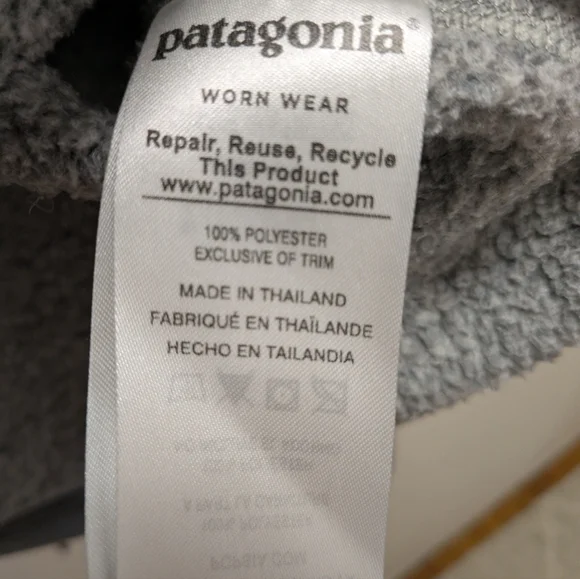 patagonia®
WORN WEAR
Repair, Reuse, Recycle
This Product
www.patagonia.com
100% POLYESTER
EXCLUSIVE OF TRIM
MADE IN THAILAND
FABRIQUÉ EN THAÏLANDE
HECHO EN TAILANDIA